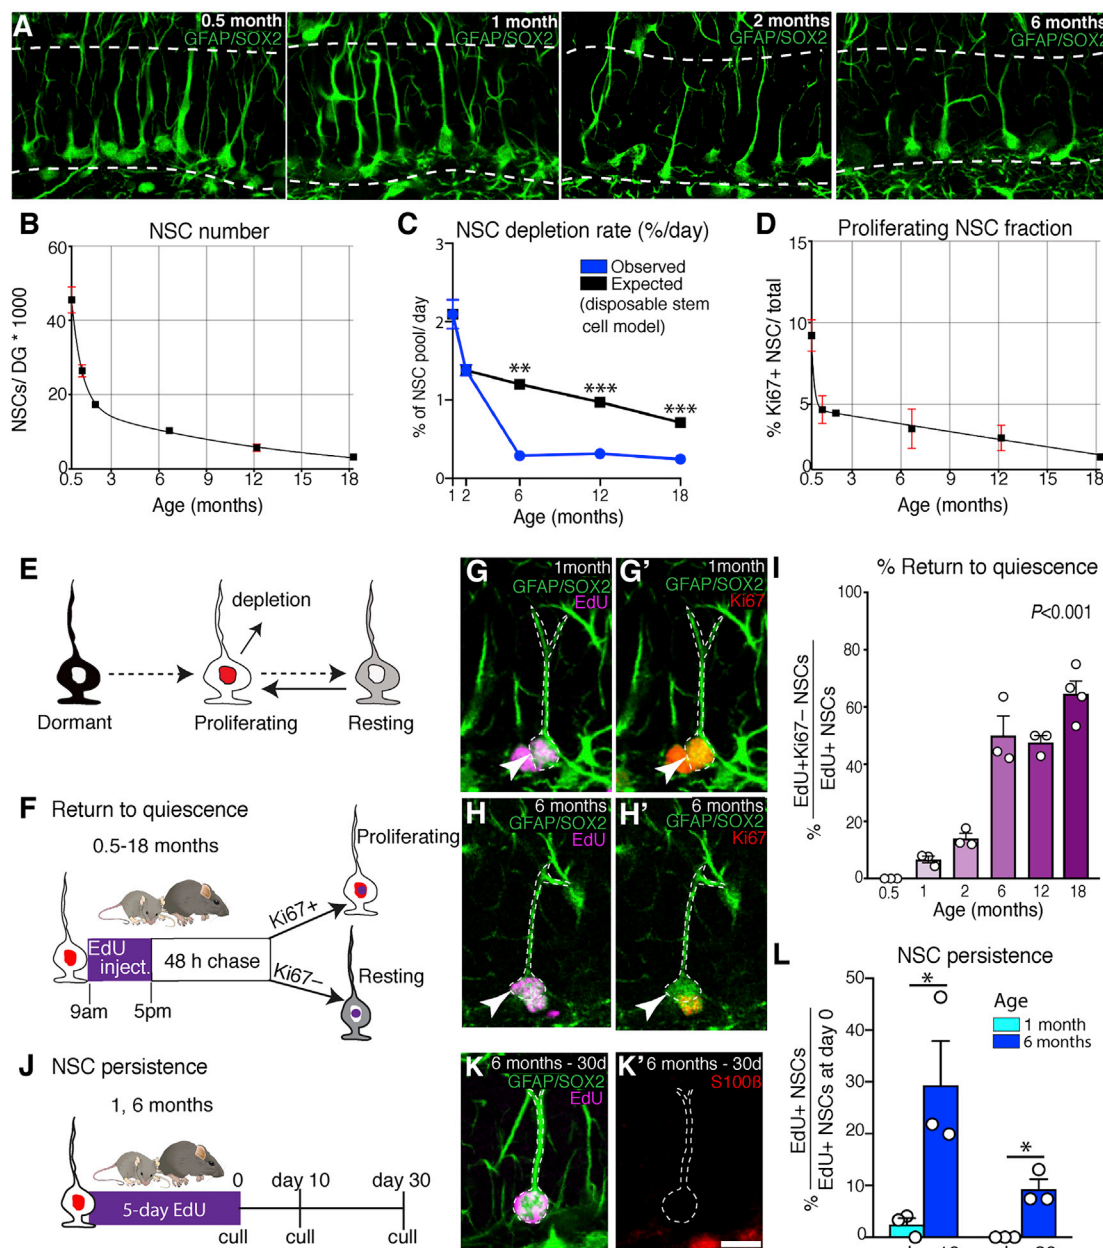 A
0.5 month
GFAP/SOX2
1 month
GFAP/SOX2
2 months
GFAP/SOX2
6 months
GFAP/SOX2
B
NSC number
NSCs/ DG * 1000
60
40
20
0
0.5 3 6 9 12 15 18
Age (months)
C
NSC depletion rate (%/day)
Observed
Expected
(disposable stem
cell model)
% of NSC pool/ day
3
2
1
0
** *** ***
1 2 6 12 18
Age (months)
D
Proliferating NSC fraction
% Ki67+ NSC/ total
15
10
5
0
0.5 3 6 9 12 15 18
Age (months)
E
depletion
Dormant
Proliferating
Resting
F Return to quiescence
0.5-18 months
EdU
inject.
48 h chase
9am 5pm
Ki67+
Ki67–
Proliferating
Resting
G
1month
GFAP/SOX2
EdU
G'
1month
GFAP/SOX2
Ki67
H
6 months
GFAP/SOX2
EdU
H'
6 months
GFAP/SOX2
Ki67
I
% Return to quiescence
P<0.001
% EdU+Ki67– NSCs
EdU+ NSCs
100
80
60
40
20
0
0.5 1 2 6 12 18
Age (months)
J NSC persistence
1, 6 months
5-day EdU
0 day 10 day 30
cull cull cull
K 6 months - 30d
GFAP/SOX2
EdU
K' 6 months - 30d
S100ß
L
NSC persistence
% EdU+ NSCs
EdU+ NSCs at day 0
50
40
30
20
10
0
* *
Age
1 month
6 months